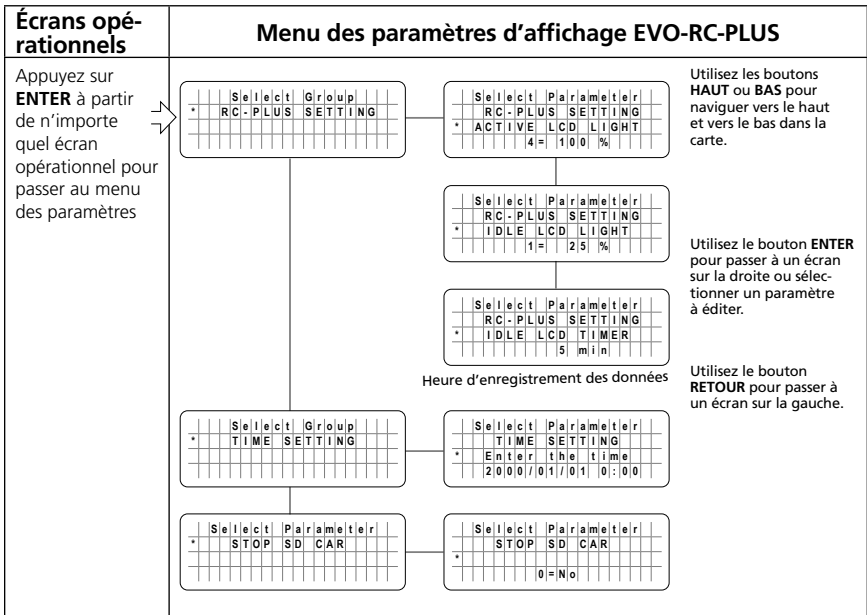 Écrans opé-
rationnels
Menu des paramètres d’affichage EVO-RC-PLUS
Appuyez sur
ENTER à partir
de n’importe
quel écran
opérationnel pour
passer au menu
des paramètres
Select Group
* RC-PLUS SETTING
Select Parameter
RC-PLUS SETTING
* ACTIVE LCD LIGHT
4= 100 %
Utilisez les boutons
HAUT ou BAS pour
naviguer vers le haut
et vers le bas dans la
carte.
Select Parameter
RC-PLUS SETTING
* IDLE LCD LIGHT
1= 25 %
Utilisez le bouton ENTER
pour passer à un écran
sur la droite ou sélec-
tionner un paramètre
à éditer.
Select Parameter
RC-PLUS SETTING
* IDLE LCD TIMER
5 min
Heure d’enregistrement des données
Utilisez le bouton
RETOUR pour passer à
un écran sur la gauche.
Select Group
* TIME SETTING
Select Parameter
TIME SETTING
* Enter the time
2000/01/01 0:00
Select Parameter
* STOP SD CAR
Select Parameter
STOP SD CAR
*
0=No